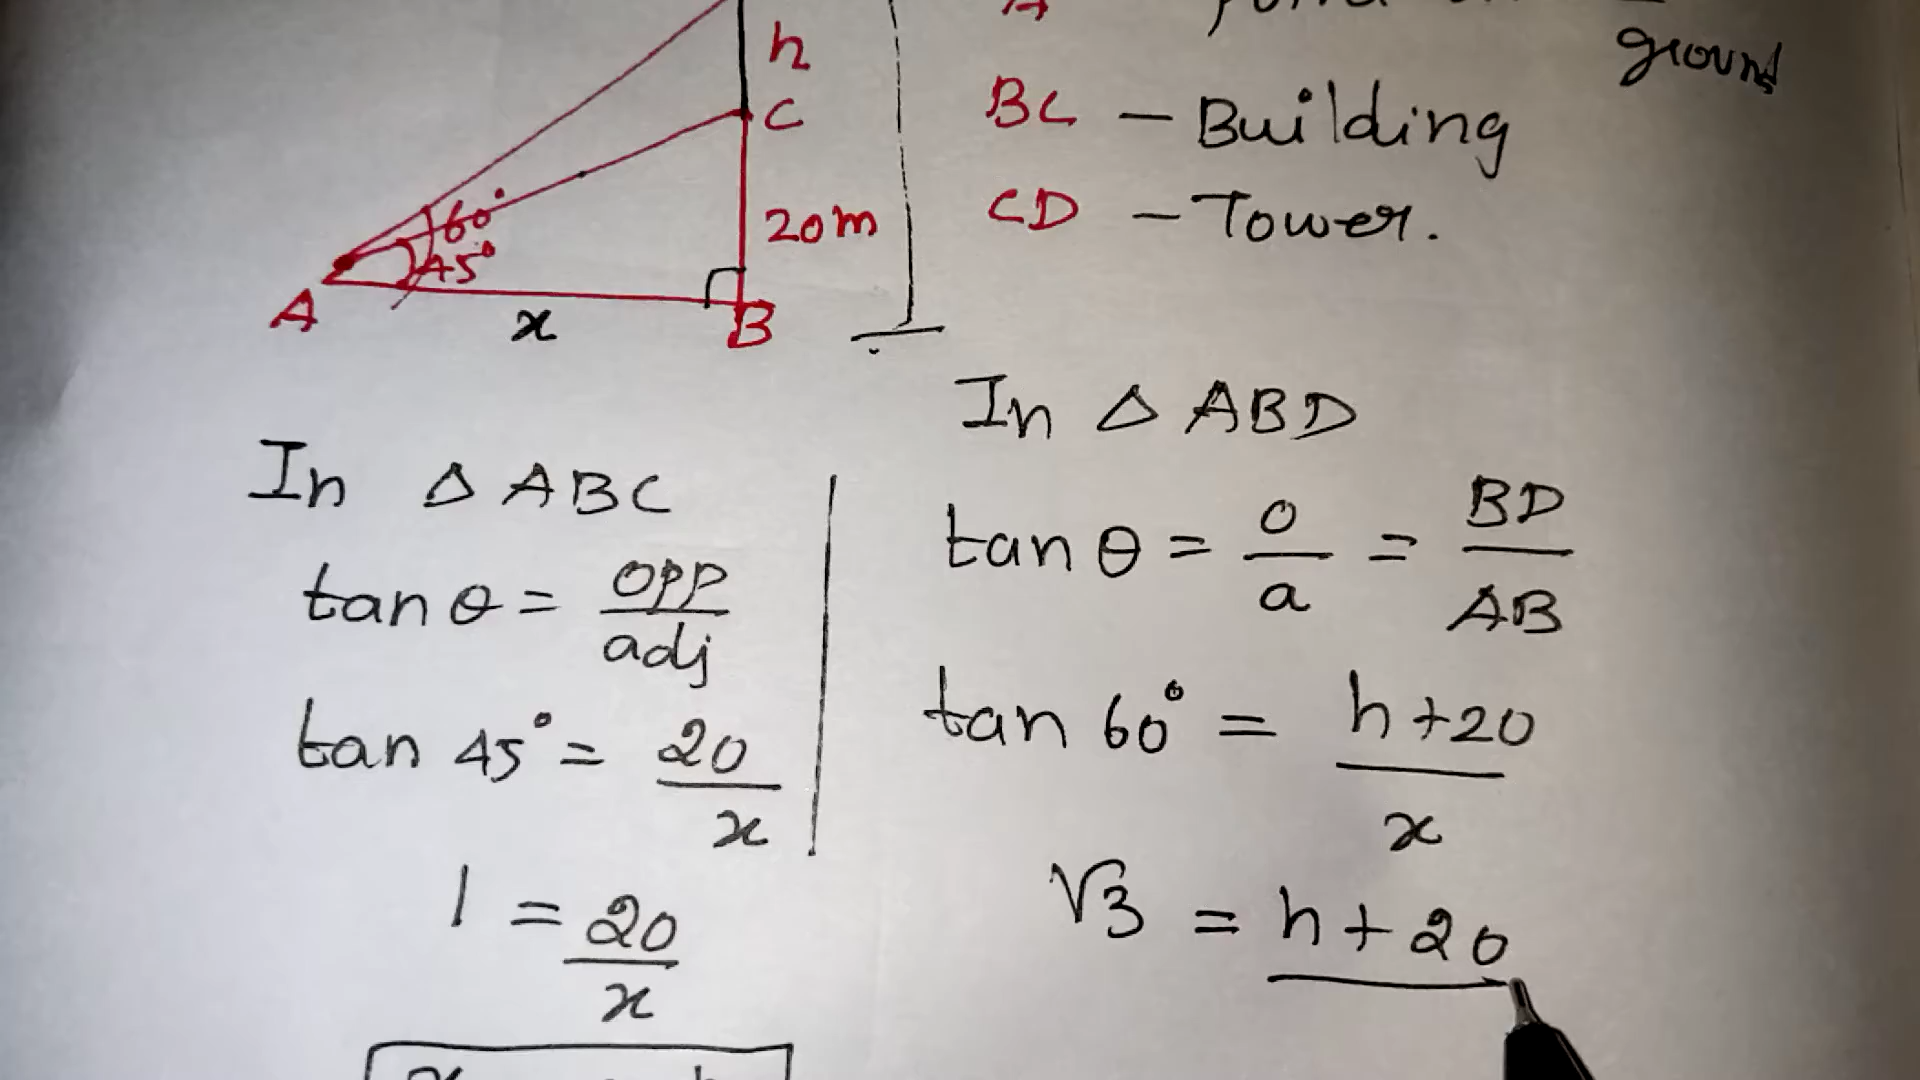 h
C
20m
60°
45°
A
x
B
ground
BC - Building
CD - Tower.
In △ ABC
tan θ = opp/adj
tan 45° = 20/x
1 = 20/x
In △ ABD
tan θ = o/a = BD/AB
tan 60° = h+20/x
√3 = h+20